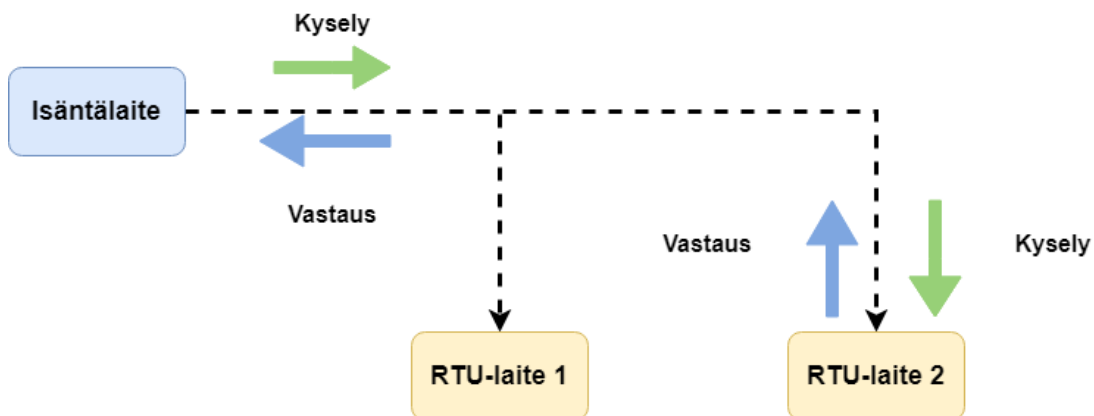 Kysely
Isäntälaite
Vastaus
Vastaus
Kysely
RTU-laite 1
RTU-laite 2